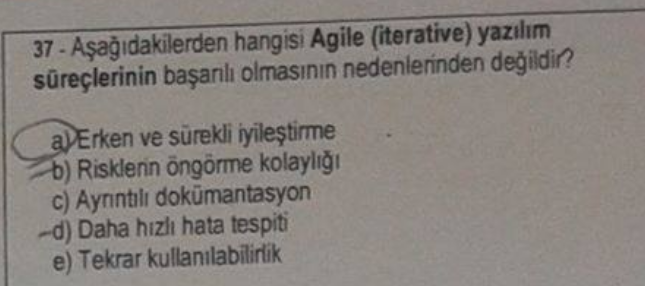 37 - Aşağıdakilerden hangisi Agile (iterative) yazılım
süreçlerinin başarılı olmasının nedenlerinden değildir?
a) Erken ve sürekli iyileştirme
b) Risklerin öngörme kolaylığı
c) Ayrıntılı dokümantasyon
d) Daha hızlı hata tespiti
e) Tekrar kullanılabilirlik